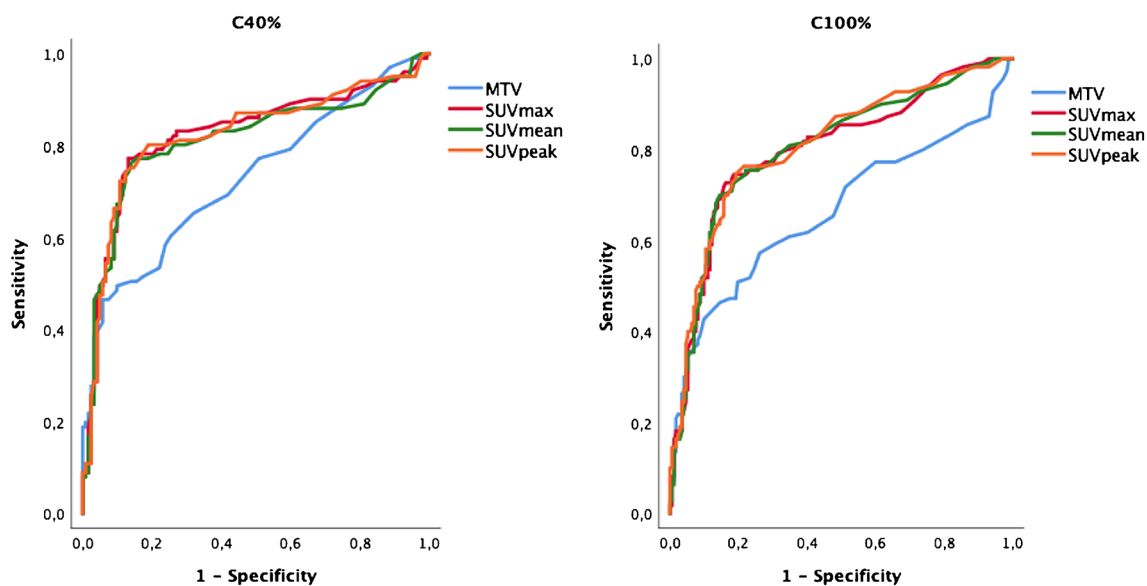 C40%
1,0
0,8
0,6
0,4
0,2
0,0
Sensitivity
0,0 0,2 0,4 0,6 0,8 1,0
1 - Specificity
MTV
SUVmax
SUVmean
SUVpeak
C100%
1,0
0,8
0,6
0,4
0,2
0,0
Sensitivity
0,0 0,2 0,4 0,6 0,8 1,0
1 - Specificity
MTV
SUVmax
SUVmean
SUVpeak